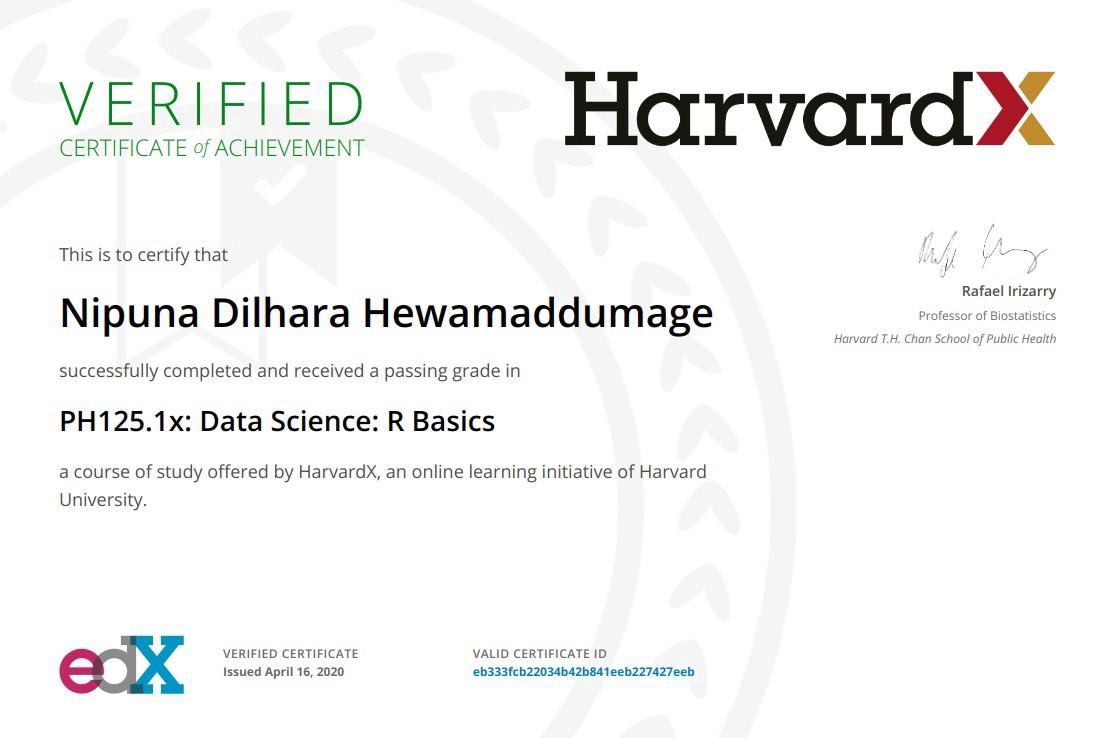 VERIFIED
CERTIFICATE of ACHIEVEMENT
HarvardX
This is to certify that
Nipuna Dilhara Hewamaddumage
successfully completed and received a passing grade in
PH125.1x: Data Science: R Basics
a course of study offered by HarvardX, an online learning initiative of Harvard
University.
Rafael Irizarry
Professor of Biostatistics
Harvard T.H. Chan School of Public Health
edX
VERIFIED CERTIFICATE
Issued April 16, 2020
VALID CERTIFICATE ID
eb333fcb22034b42b841eeb227427eeb